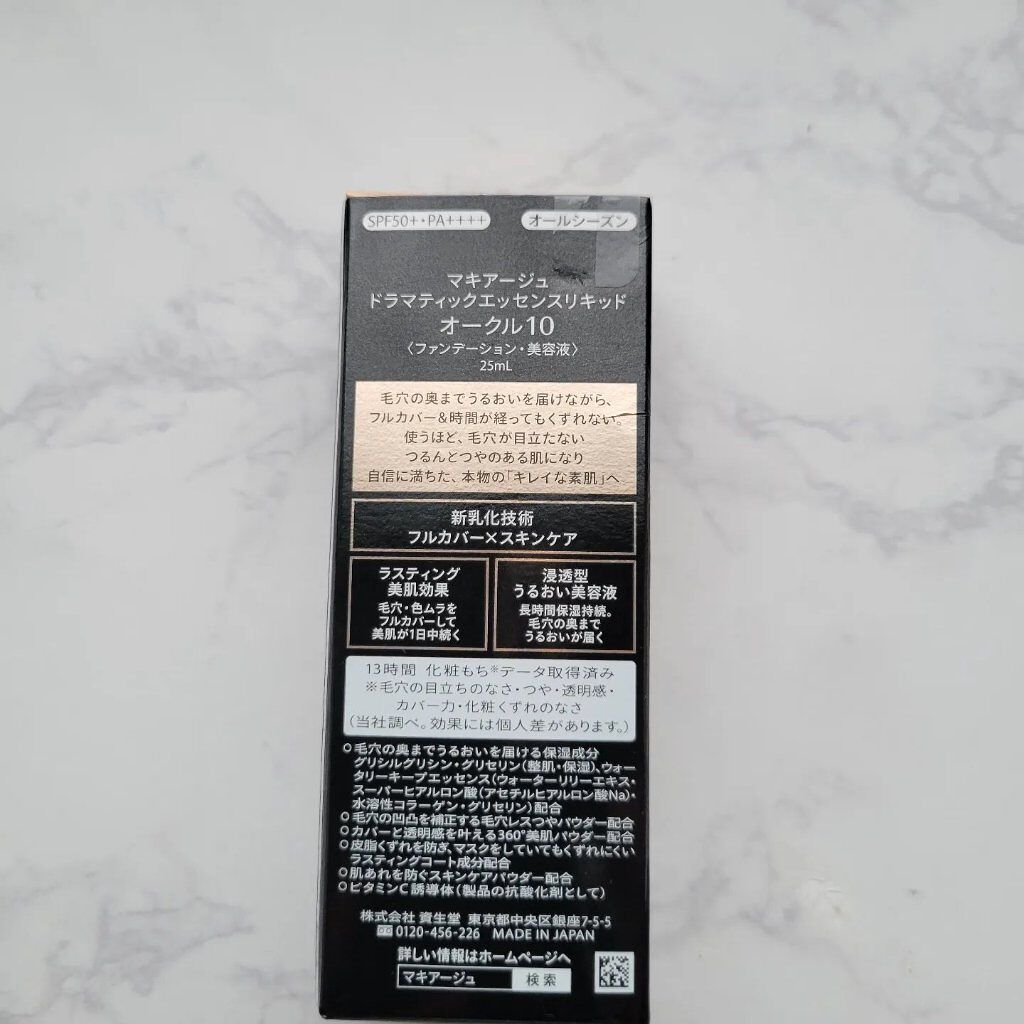 SPF50+・PA++++
オールシーズン
マキアージュ
ドラマティックエッセンスリキッド
オークル10
〈ファンデーション・美容液〉
25mL
毛穴の奥までうるおいを届けながら、
フルカバー&時間が経ってもくずれない。
使うほど、毛穴が目立たない
つるんとつやのある肌になり
自信に満ちた、本物の「キレイな素肌」へ
新乳化技術
フルカバー×スキンケア
ラスティング
美肌効果
毛穴・色ムラを
フルカバーして
美肌が1日中続く
浸透型
うるおい美容液
長時間保湿持続。
毛穴の奥まで
うるおいが届く
13時間 化粧もち※データ取得済み
※毛穴の目立ちのなさ・つや・透明感・
カバー力・化粧くずれのなさ
(当社調べ。効果には個人差があります。)
○毛穴の奥までうるおいを届ける保湿成分
グリシルグリシン・グリセリン(整肌・保湿)、ウォー
タリーキープエッセンス(ウォーターリリーエキス・
スーパーヒアルロン酸(アセチルヒアルロン酸Na)・
水溶性コラーゲン・グリセリン)配合
○毛穴の凹凸を補正する毛穴レスつやパウダー配合
○カバーと透明感を叶える360°美肌パウダー配合
○皮脂くずれを防ぎ、マスクをしていてもくずれにくい
ラスティングコート成分配合
○肌あれを防ぐスキンケアパウダー配合
○ビタミンC誘導体(製品の抗酸化剤として)
株式会社 資生堂 東京都中央区銀座7-5-5
0120-456-226 MADE IN JAPAN
詳しい情報はホームページへ
マキアージュ 検索